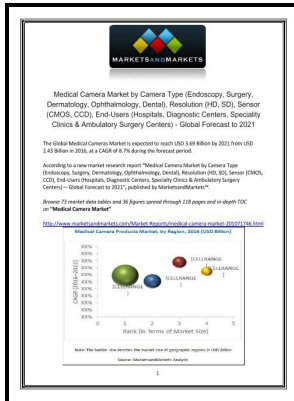 MARKETSANDMARKETS
Medical Camera Market by Camera Type (Endoscopy, Surgery,
Dermatology, Ophthalmology, Dental), Resolution (HD, SD), Sensor
(CMOS, CCD), End-Users (Hospitals, Diagnostic Centers, Speciality
Clinics & Ambulatory Surgery Centers) - Global Forecast to 2021
The Global Medical Cameras Market is expected to reach USD 3.69 Billion by 2021 from USD
2.43 Billion in 2016, at a CAGR of 8.7% during the forecast period.
According to a new market research report "Medical Camera Market by Camera Type
(Endoscopy, Surgery, Dermatology, Ophthalmology, Dental), Resolution (HD, SD), Sensor (CMOS,
CCD), End-Users (Hospitals, Diagnostic Centers, Specialty Clinics & Ambulatory Surgery
Centers) — Global Forecast to 2021", published by MarketsandMarkets™.
Browse 73 market data tables and 36 figures spread through 118 pages and in-depth TOC
on "Medical Camera Market"
http://www.marketsandmarkets.com/Market-Reports/medical-camera-market-201071746.html
Medical Camera Products Market, by Region, 2016 (USD Billion)
CAGR (2016-2022)
XX%
XX%
XX%
XX%
XX%
XX%
XX%
XX%
[CELLRANGE]
[CELLRANGE]
[CELLRANGE]
[CELLRANGE]
0 1 2 3 4 5
Rank (In Terms of Market Size)
Note: The bubble size denotes the market size of geographic regions in USD Billion
Source: MarketsandMarkets Analysis
1